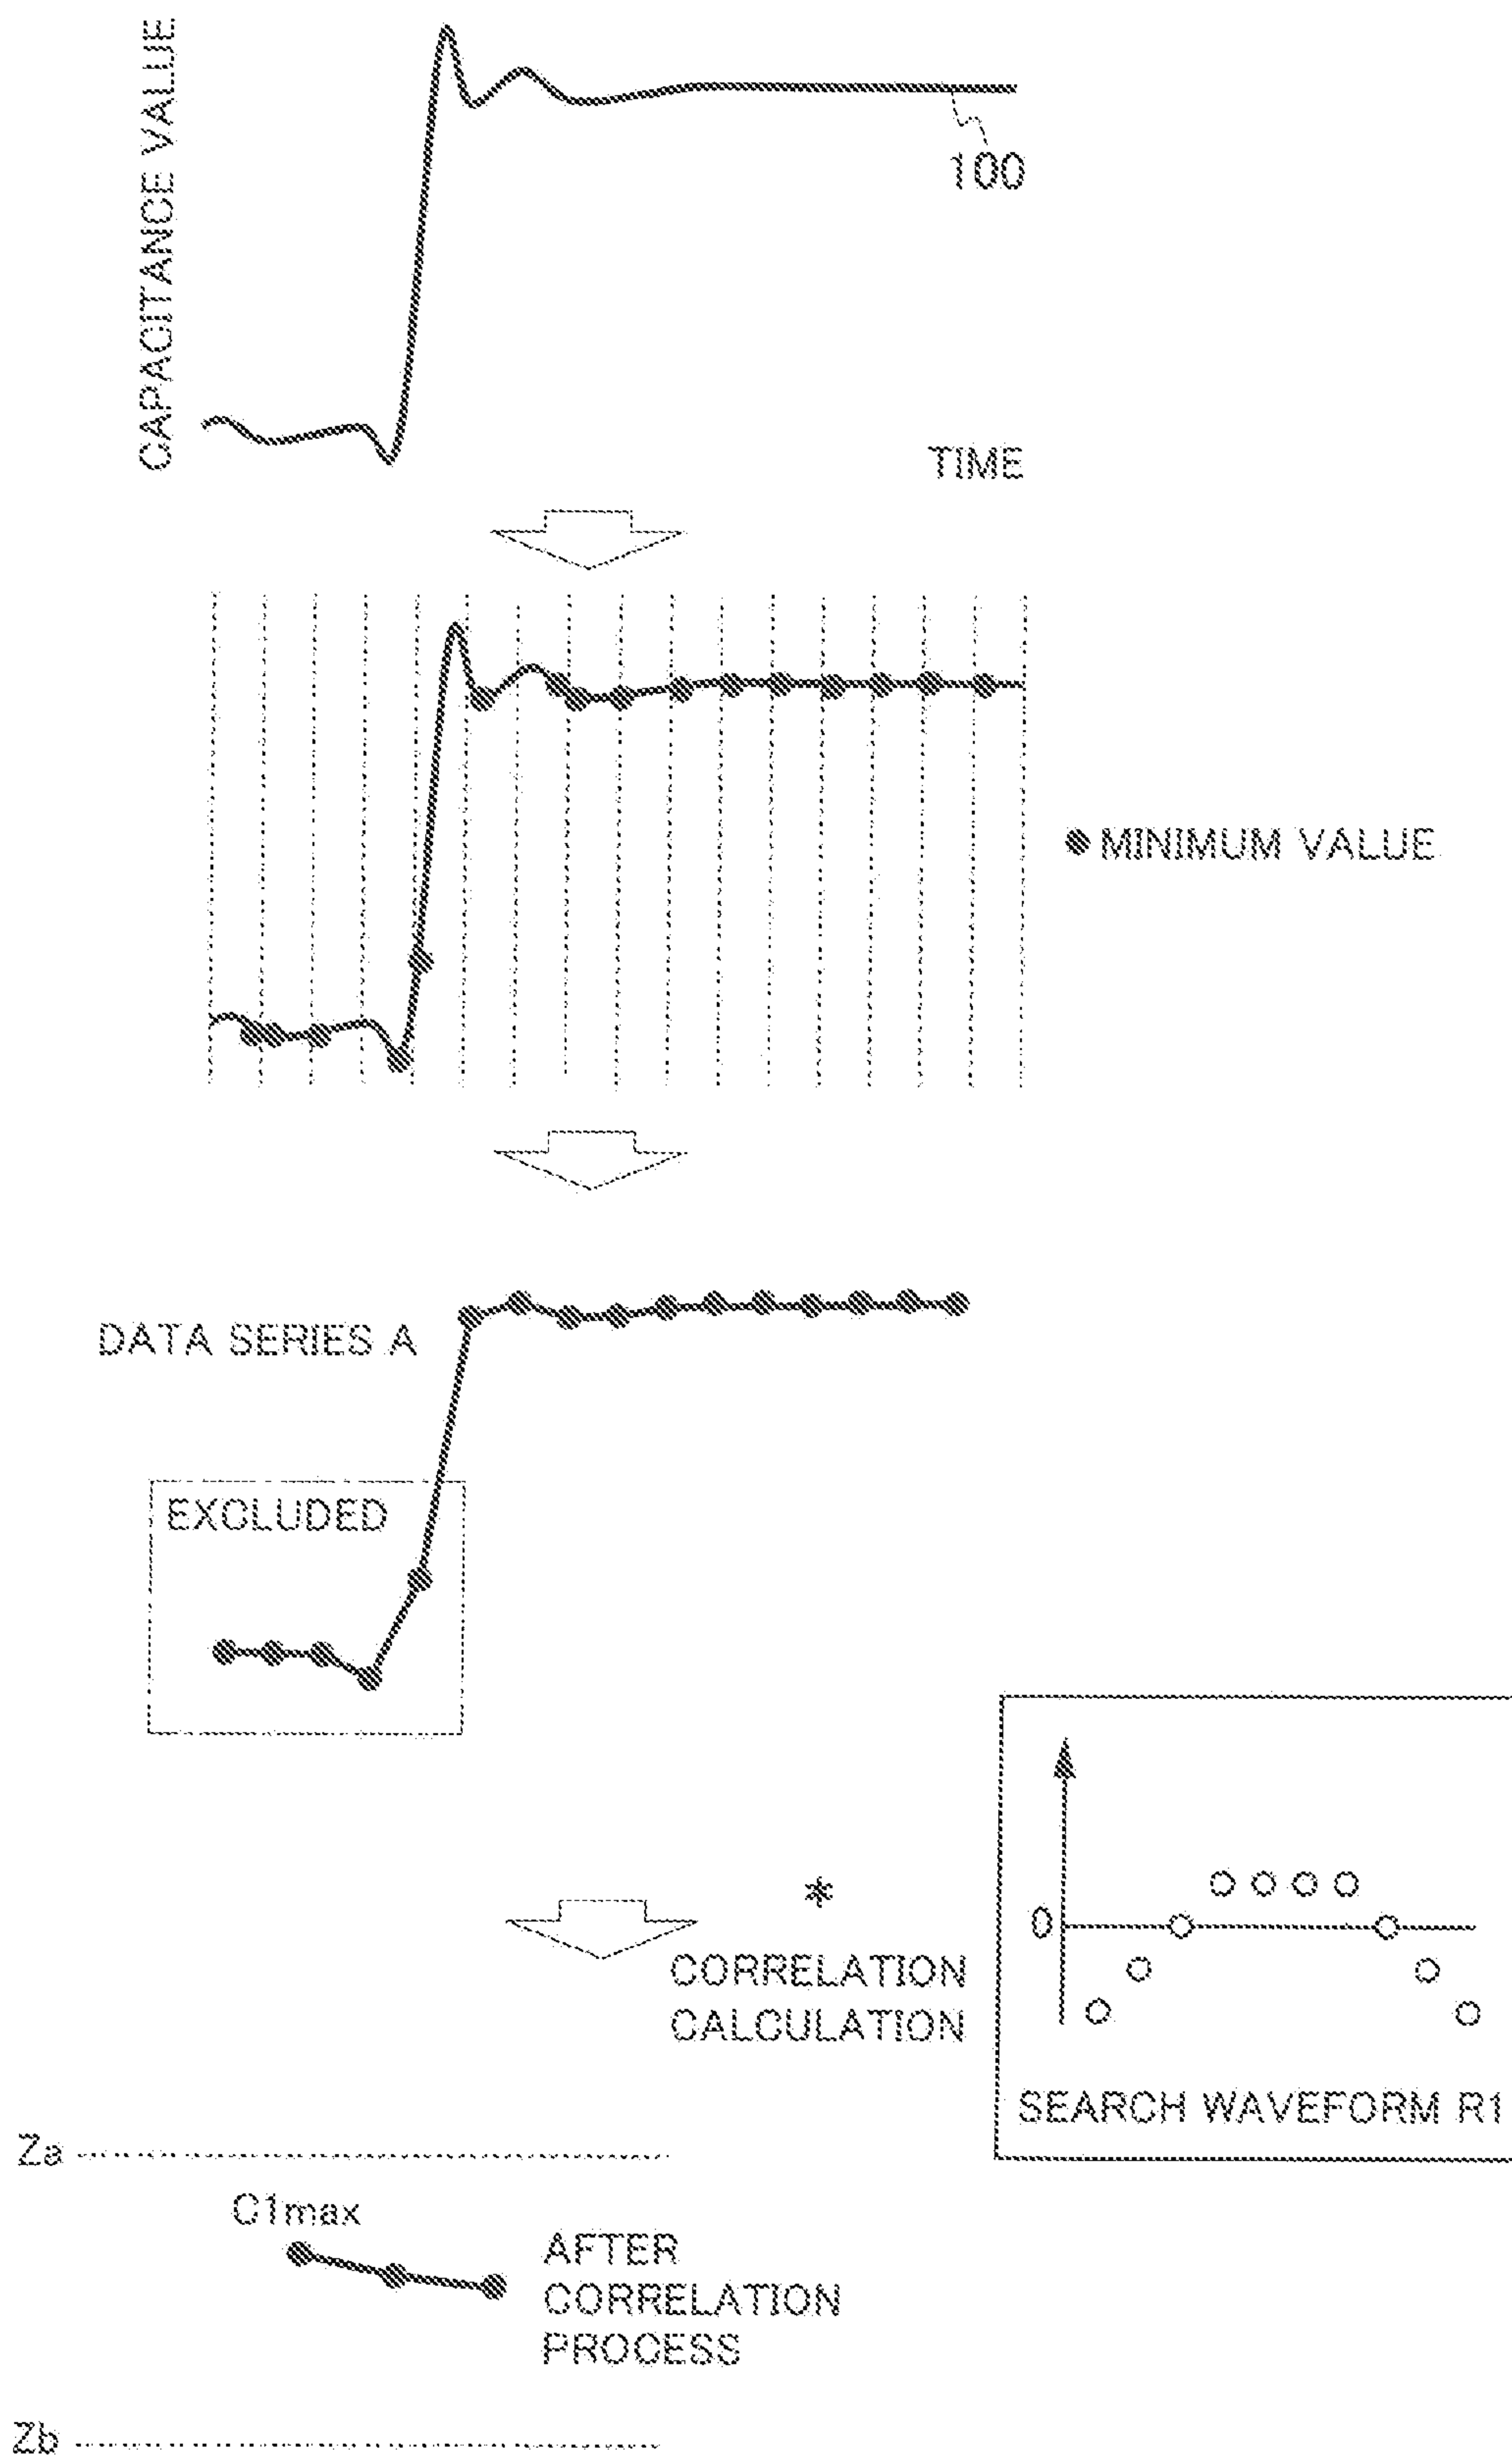 CAPACITANCE VALUE
100
TIME
MINIMUM VALUE
DATA SERIES A
EXCLUDED
*
CORRELATION
CALCULATION
0
SEARCH WAVEFORM R1
Za
C1max
AFTER
CORRELATION
PROCESS
Zb